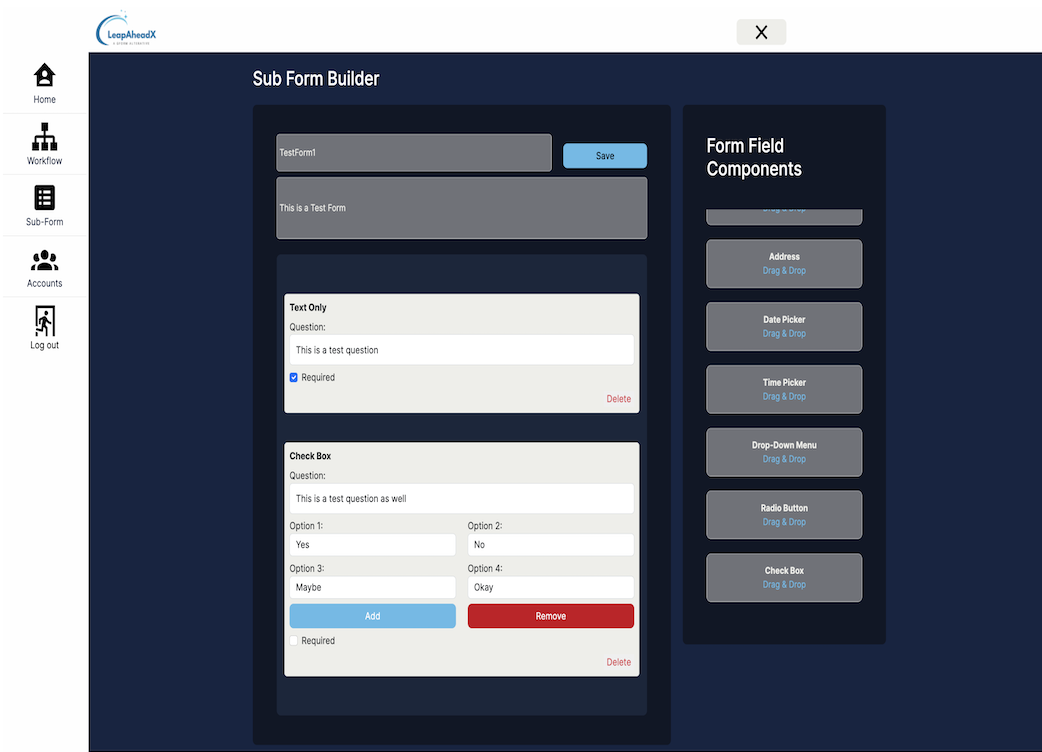 LeapAheadX
X
Home
Workflow
Sub-Form
Accounts
Log out
Sub Form Builder
TestForm1
Save
This is a Test Form
Text Only
Question:
This is a test question
Required
Delete
Check Box
Question:
This is a test question as well
Option 1:
Option 2:
Yes
No
Option 3:
Option 4:
Maybe
Okay
Add
Remove
Required
Delete
Form Field
Components
Drag & Drop
Address
Drag & Drop
Date Picker
Drag & Drop
Time Picker
Drag & Drop
Drop-Down Menu
Drag & Drop
Radio Button
Drag & Drop
Check Box
Drag & Drop